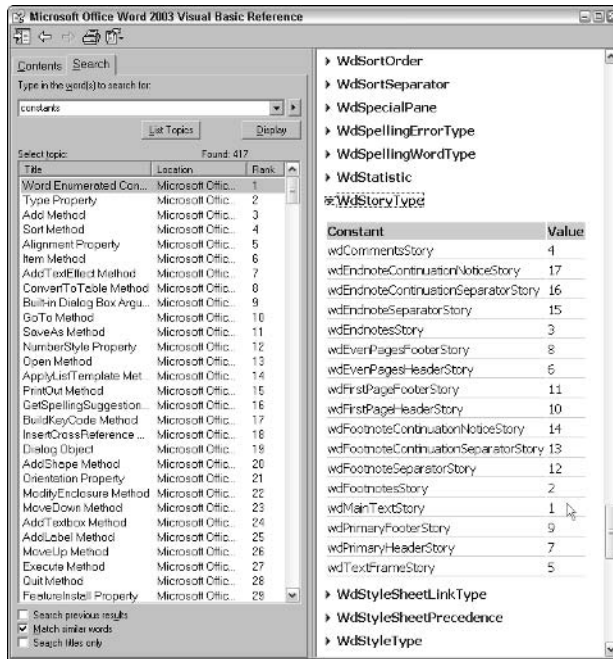 Microsoft Office Word 2003 Visual Basic Reference
Contents Search
Type in the word(s) to search for:
constants
List Topics Display
Select topic: Found: 417
Title Location Rank
Word Enumerated Con... Microsoft Offic... 1
Type Property Microsoft Offic... 2
Add Method Microsoft Offic... 3
Sort Method Microsoft Offic... 4
Alignment Property Microsoft Offic... 5
Item Method Microsoft Offic... 6
AddTextEffect Method Microsoft Offic... 7
ConvertToTable Method Microsoft Offic... 8
Built-in Dialog Box Argu... Microsoft Offic... 9
GoTo Method Microsoft Offic... 10
SaveAs Method Microsoft Offic... 11
NumberStyle Property Microsoft Offic... 12
Open Method Microsoft Offic... 13
ApplyListTemplate Met... Microsoft Offic... 14
PrintOut Method Microsoft Offic... 15
GetSpellingSuggestion... Microsoft Offic... 16
BuildKeyCode Method Microsoft Offic... 17
InsertCrossReference ... Microsoft Offic... 18
Dialog Object Microsoft Offic... 19
AddShape Method Microsoft Offic... 20
Orientation Property Microsoft Offic... 21
ModifyEnclosure Method Microsoft Offic... 22
MoveDown Method Microsoft Offic... 23
AddTextbox Method Microsoft Offic... 24
AddLabel Method Microsoft Offic... 25
MoveUp Method Microsoft Offic... 26
Execute Method Microsoft Offic... 27
Quit Method Microsoft Offic... 28
FeatureInstall Property Microsoft Offic... 29
Search previous results
Match similar words
Search titles only
WdSortOrder
WdSortSeparator
WdSpecialPane
WdSpellingErrorType
WdSpellingWordType
WdStatistic
WdStoryType
Constant Value
wdCommentsStory 4
wdEndnoteContinuationNoticeStory 17
wdEndnoteContinuationSeparatorStory 16
wdEndnoteSeparatorStory 15
wdEndnotesStory 3
wdEvenPagesFooterStory 8
wdEvenPagesHeaderStory 6
wdFirstPageFooterStory 11
wdFirstPageHeaderStory 10
wdFootnoteContinuationNoticeStory 14
wdFootnoteContinuationSeparatorStory 13
wdFootnoteSeparatorStory 12
wdFootnotesStory 2
wdMainTextStory 1
wdPrimaryFooterStory 9
wdPrimaryHeaderStory 7
wdTextFrameStory 5
WdStyleSheetLinkType
WdStyleSheetPrecedence
WdStyleType